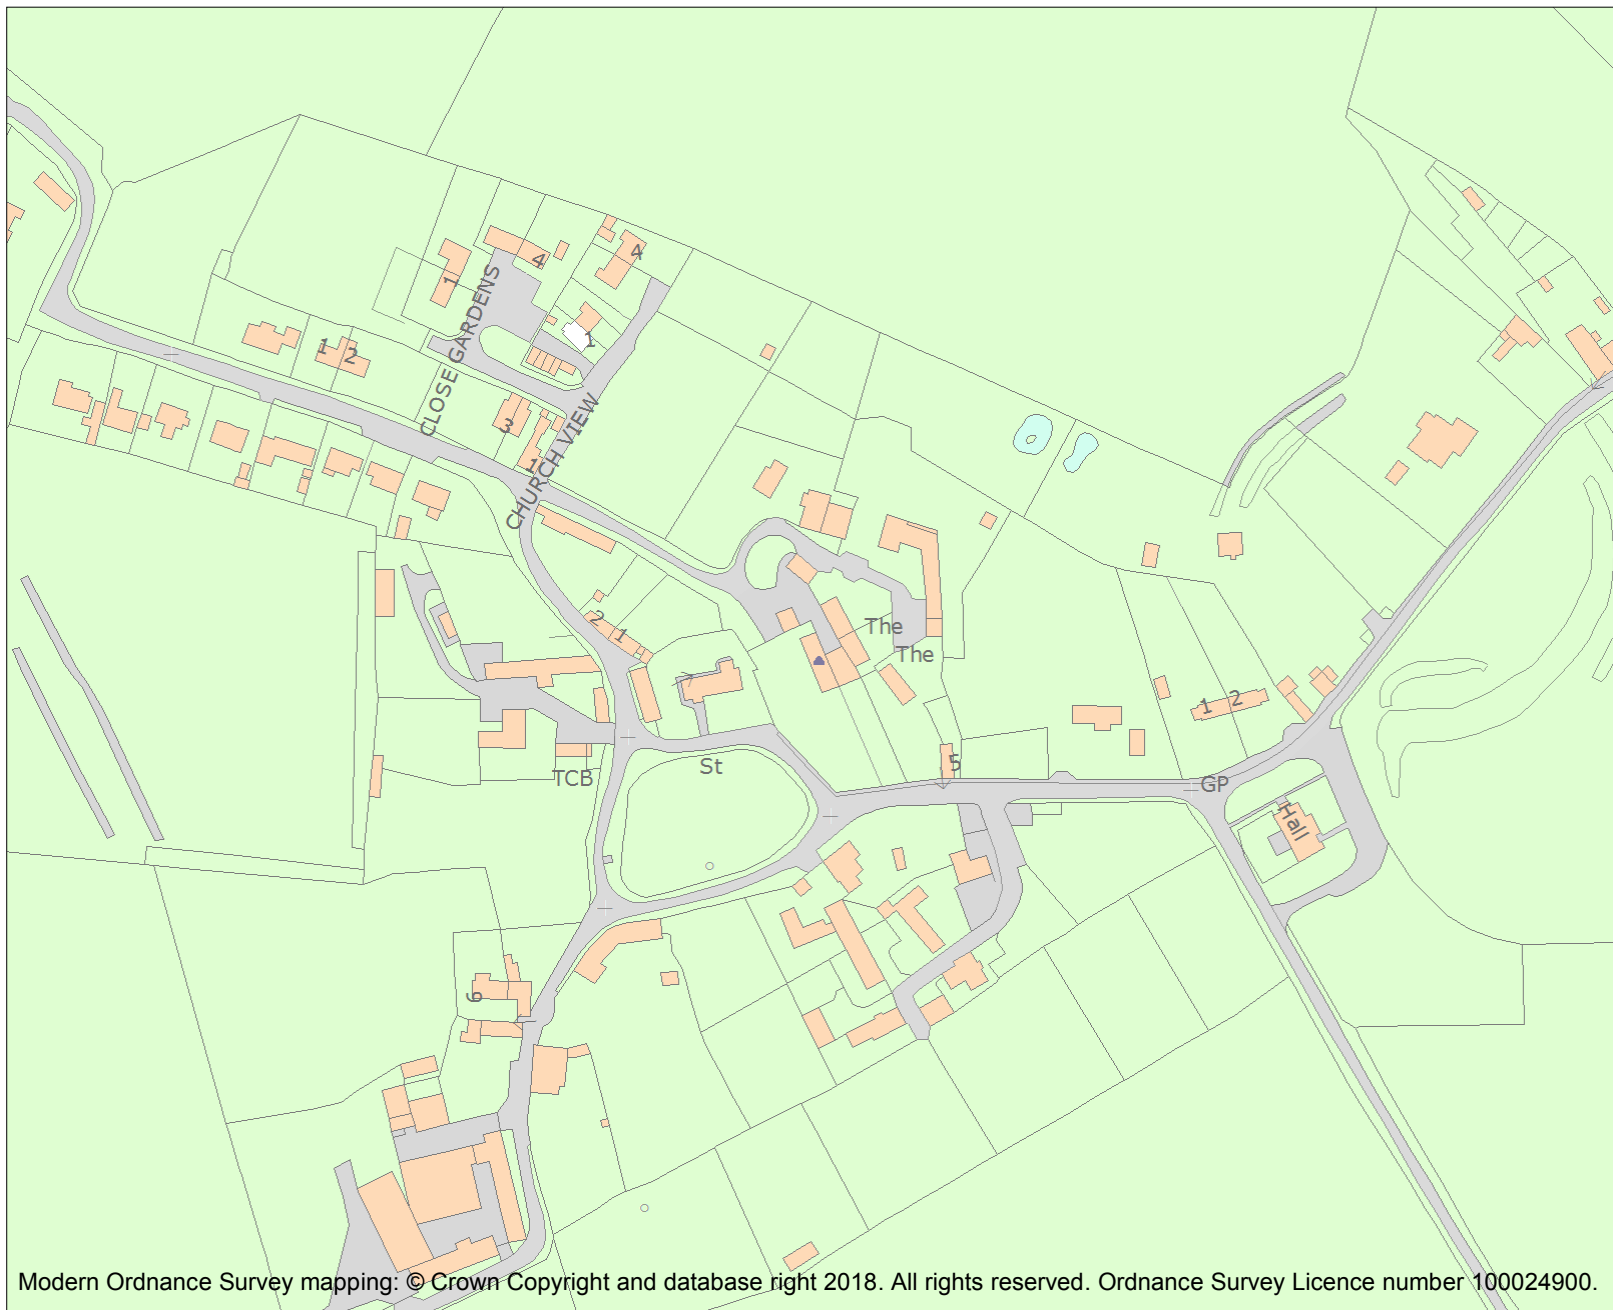 4
4
1
CLOSE GARDENS
1
1 2
3
1
CHURCH VIEW
2 1
The
The
7
1 2
St
5
TCB
GP
Hall
6
Modern Ordnance Survey mapping: © Crown Copyright and database right 2018. All rights reserved. Ordnance Survey Licence number 100024900.